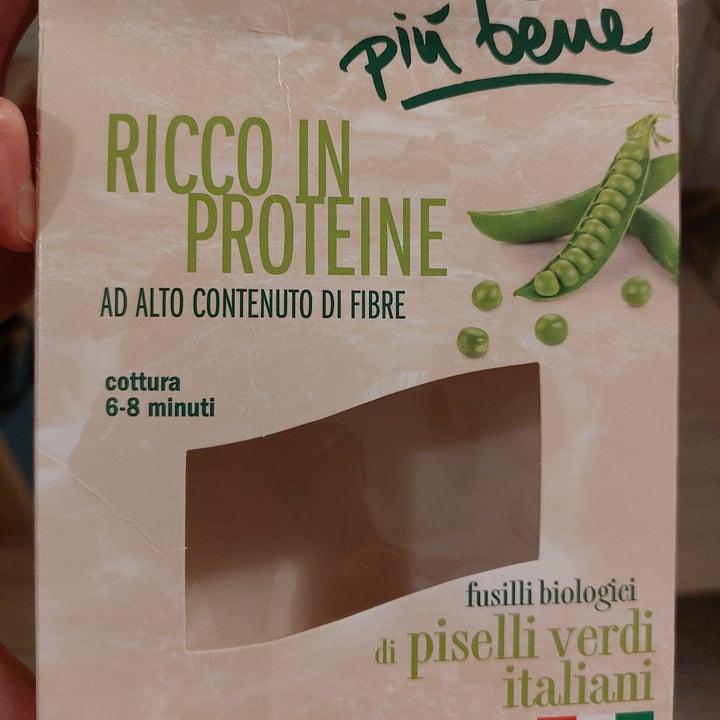 più bene
RICCO IN
PROTEINE
AD ALTO CONTENUTO DI FIBRE
cottura
6-8 minuti
fusilli biologici
di piselli verdi
italiani